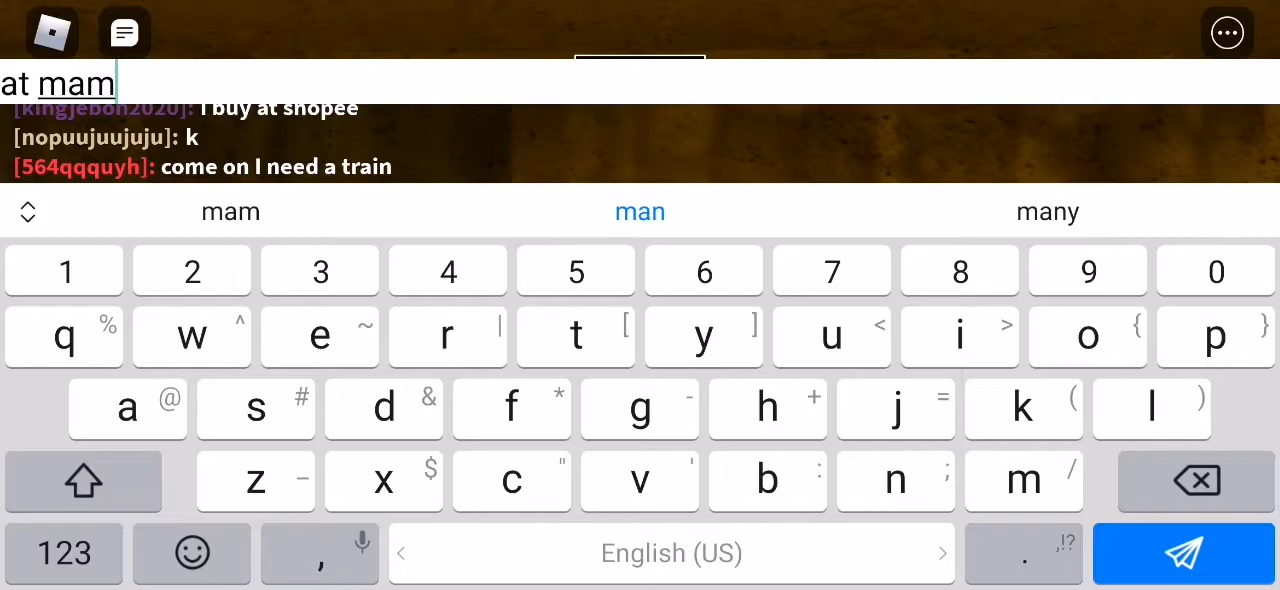 at mam
[kingjebon2020]: I buy at shopee
[nopuujuujuju]: k
[564qqquyh]: come on I need a train
mam man many
1 2 3 4 5 6 7 8 9 0
q % w ^ e ~ r | t [ y ] u < i > o { p }
a @ s # d & f * g - h + j = k ( l )
z _ x $ c " v ' b : n ; m /
123 , < English (US) > . ,!?